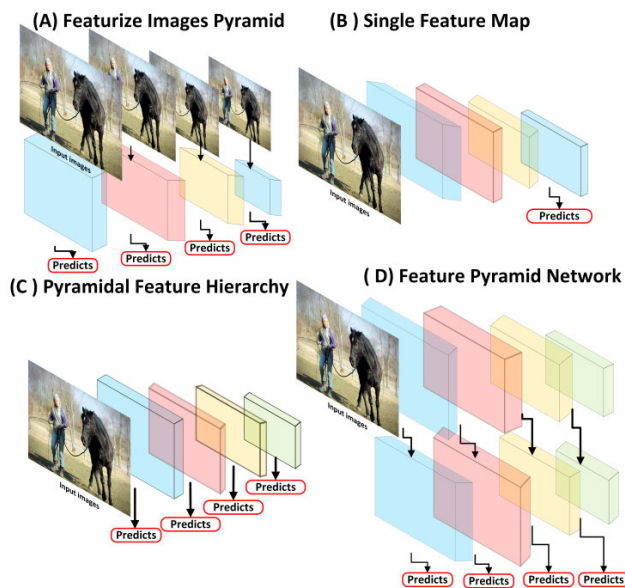 (A) Featurize Images Pyramid
Input images
Predicts
Predicts
Predicts
Predicts
(B ) Single Feature Map
Input images
Predicts
(C ) Pyramidal Feature Hierarchy
Input images
Predicts
Predicts
Predicts
Predicts
( D) Feature Pyramid Network
Input images
Predicts
Predicts
Predicts
Predicts